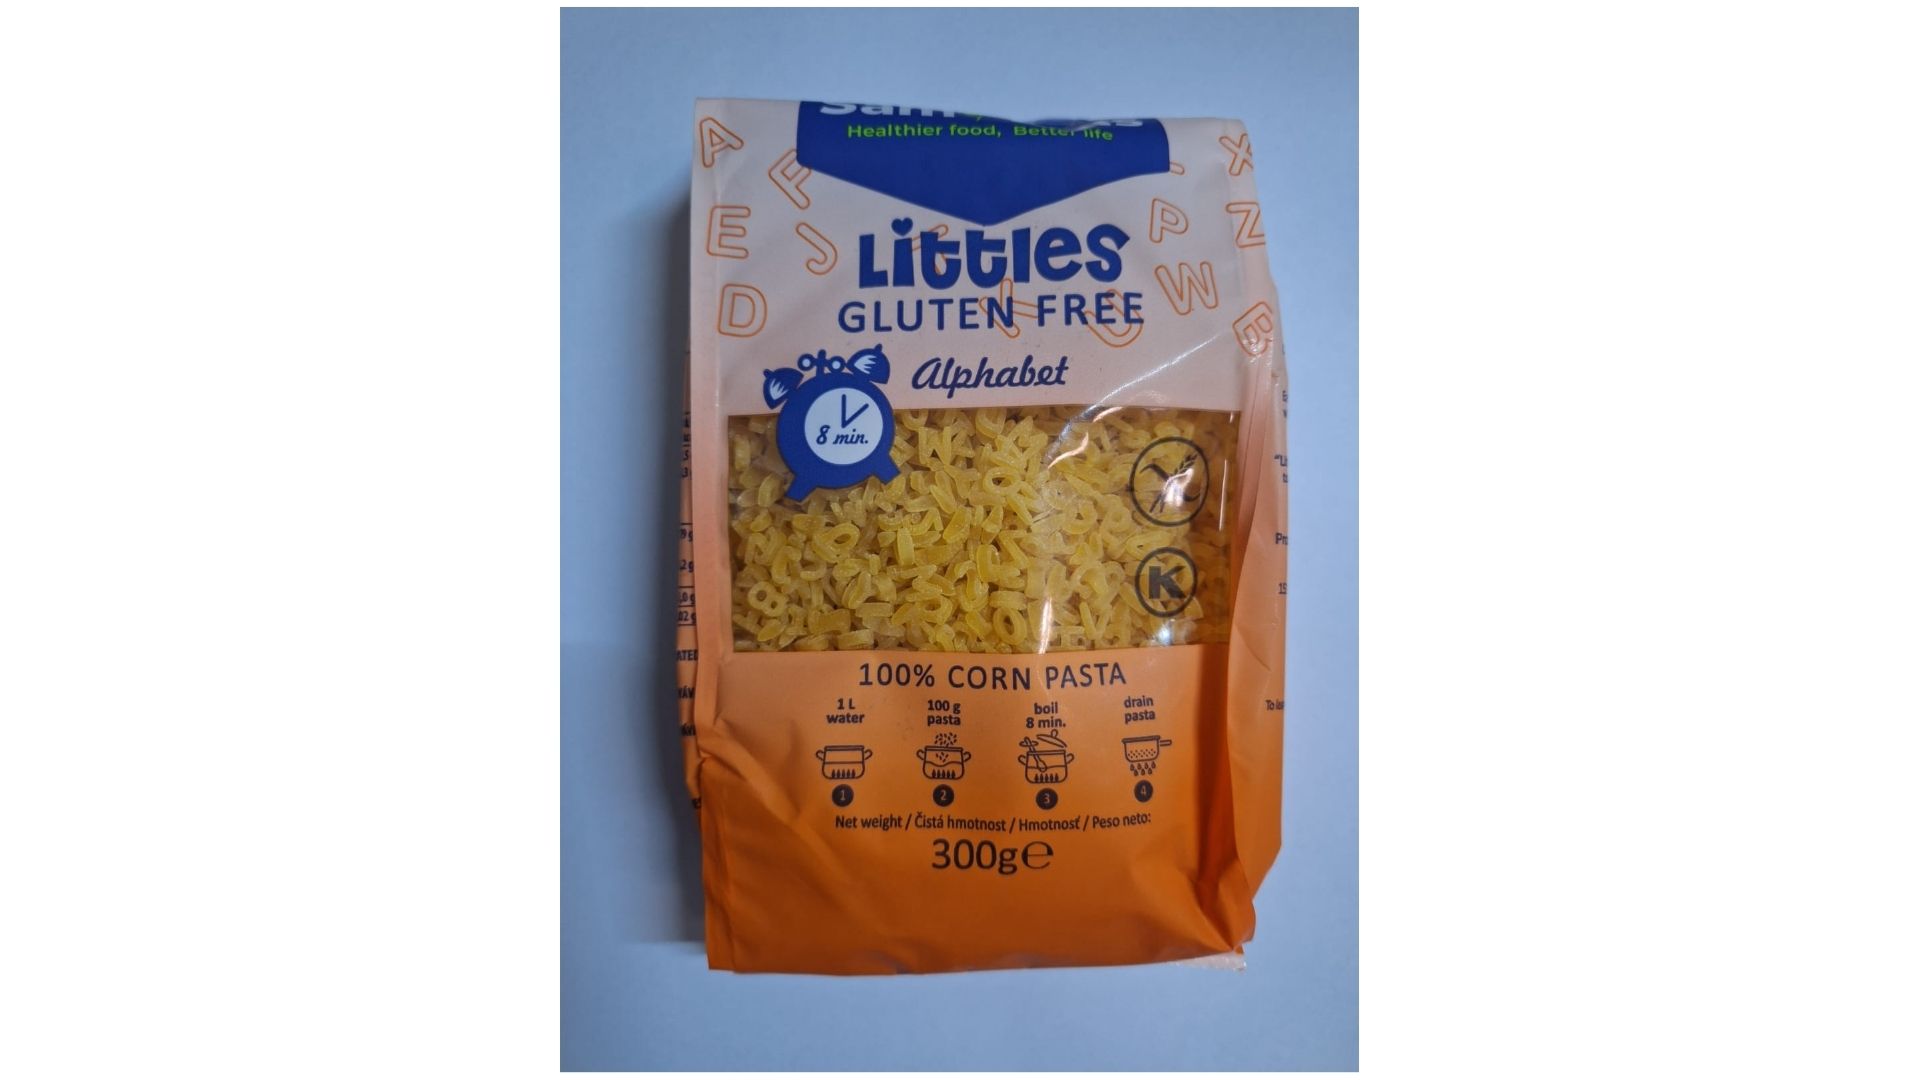 Healthier food, Better life
A
F
X
E
J
P
Z
Littles
D
K
U
W
B
GLUTEN FREE
Alphabet
8 min.
K
100% CORN PASTA
1 L
water
100 g
pasta
boil
8 min.
drain
pasta
1
2
3
4
Net weight / Čistá hmotnost / Hmotnosť / Peso neto:
300g℮